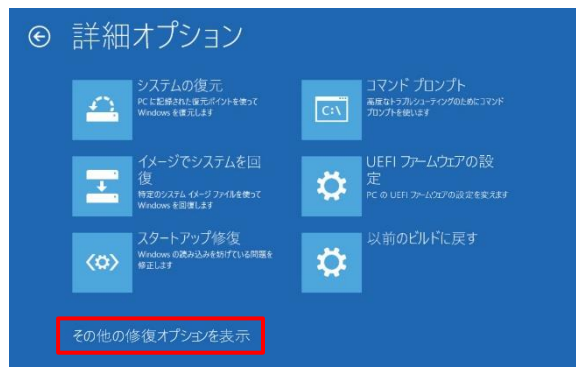 詳細オプション
システムの復元
PC に記録された復元ポイントを使って
Windows を復元します
イメージでシステムを回
復
特定のシステム イメージ ファイルを使って
Windows を回復します
スタートアップ修復
Windows の読み込みを妨げている問題を
修正します
コマンド プロンプト
高度なトラブルシューティングのためにコマンド
プロンプトを使います
C:\
UEFI ファームウェアの設
定
PC の UEFI ファームウェアの設定を変えます
以前のビルドに戻す
その他の修復オプションを表示